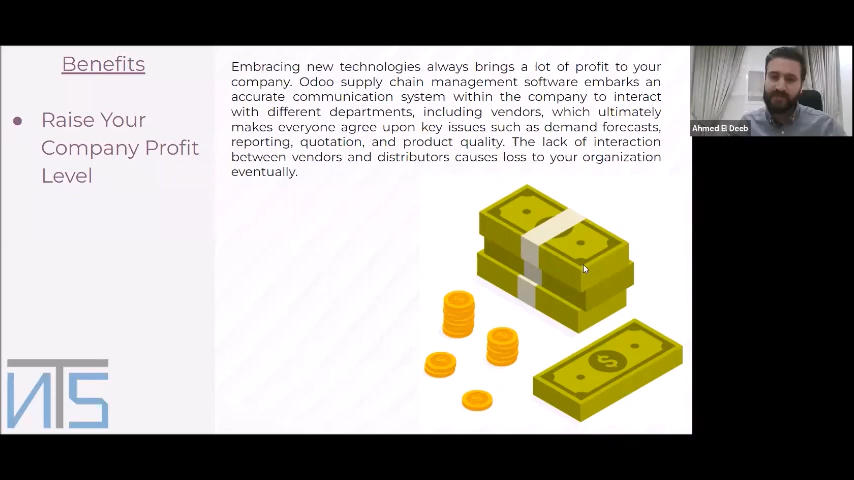 Benefits
● Raise Your
Company Profit
Level
Embracing new technologies always brings a lot of profit to your
company. Odoo supply chain management software embarks an
accurate communication system within the company to interact
with different departments, including vendors, which ultimately
makes everyone agree upon key issues such as demand forecasts,
reporting, quotation, and product quality. The lack of interaction
between vendors and distributors causes loss to your organization
eventually.
$
NTS
Ahmed El Deeb